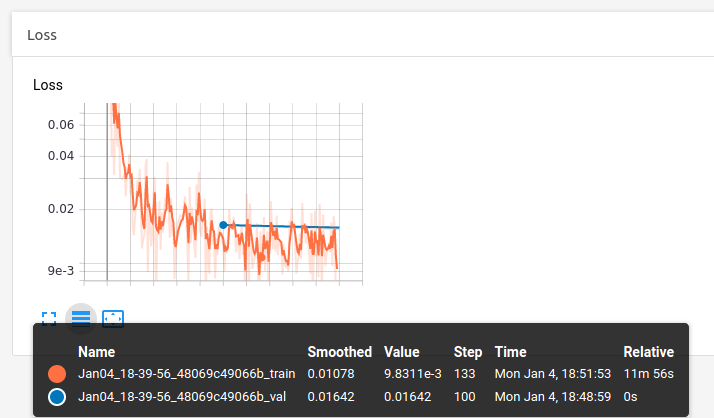 Loss
Loss
0.06
0.04
0.02
9e-3
Name Smoothed Value Step Time Relative
Jan04_18-39-56_48069c49066b_train 0.01078 9.8311e-3 133 Mon Jan 4, 18:51:53 11m 56s
Jan04_18-39-56_48069c49066b_val 0.01642 0.01642 100 Mon Jan 4, 18:48:59 0s